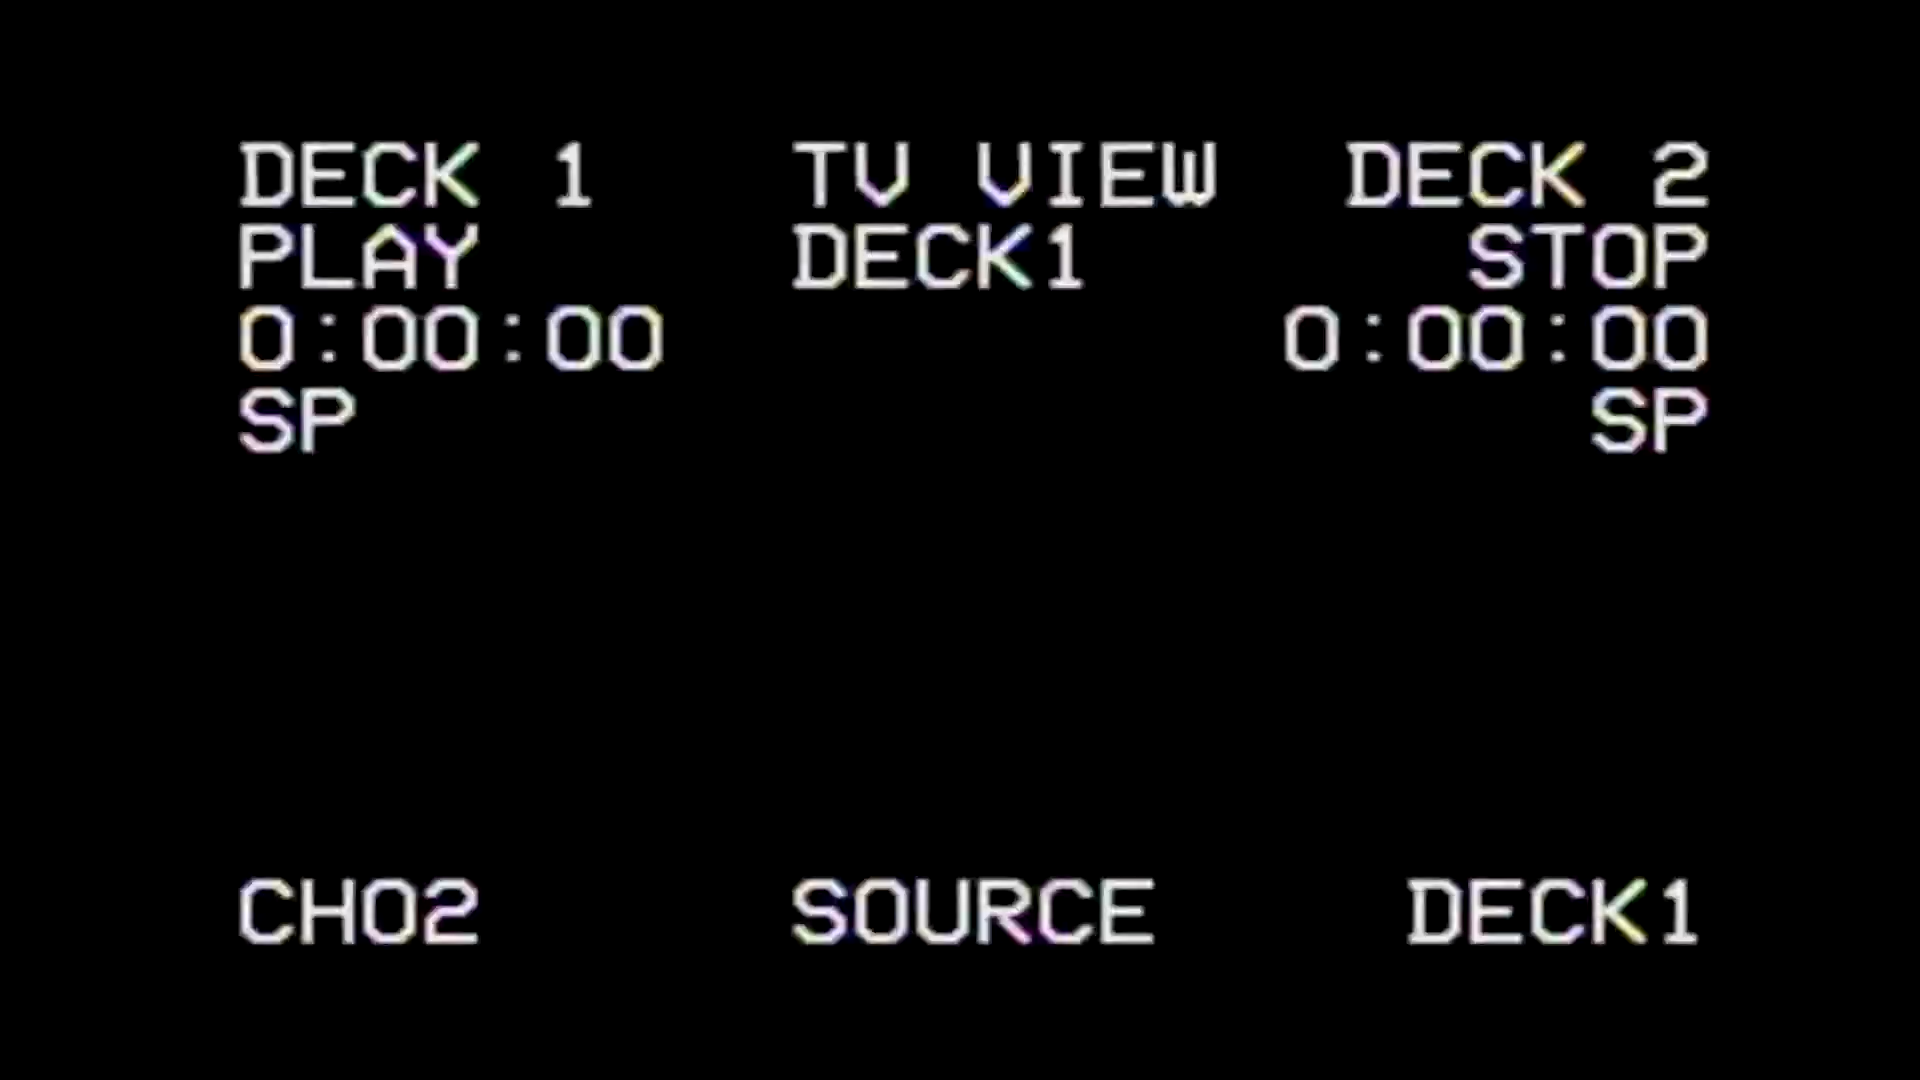 DECK 1 TV VIEW DECK 2
PLAY DECK1 STOP
0:00:00 0:00:00
SP SP
CH02 SOURCE DECK1